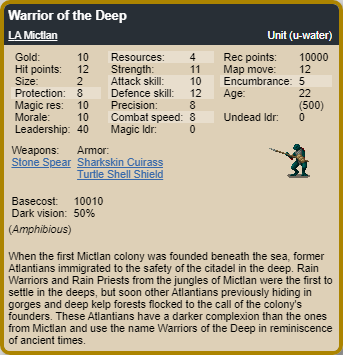 Warrior of the Deep
LA Mictlan Unit (u-water)
Gold: 10 Resources: 4 Rec points: 10000
Hit points: 12 Strength: 11 Map move: 12
Size: 2 Attack skill: 10 Encumbrance: 5
Protection: 8 Defence skill: 12 Age: 22
Magic res: 10 Precision: 8 (500)
Morale: 10 Combat speed: 8 Undead ldr: 0
Leadership: 40 Magic ldr: 0
Weapons: Armor:
Stone Spear Sharkskin Cuirass
Turtle Shell Shield
Basecost: 10010
Dark vision: 50%
(Amphibious)
When the first Mictlan colony was founded beneath the sea, former
Atlantians immigrated to the safety of the citadel in the deep. Rain
Warriors and Rain Priests from the jungles of Mictlan were the first to
settle in the deeps, but soon other Atlantians previously hiding in
gorges and deep kelp forests flocked to the call of the colony's
founders. These Atlantians have a darker complexion than the ones
from Mictlan and use the name Warriors of the Deep in reminiscence
of ancient times.